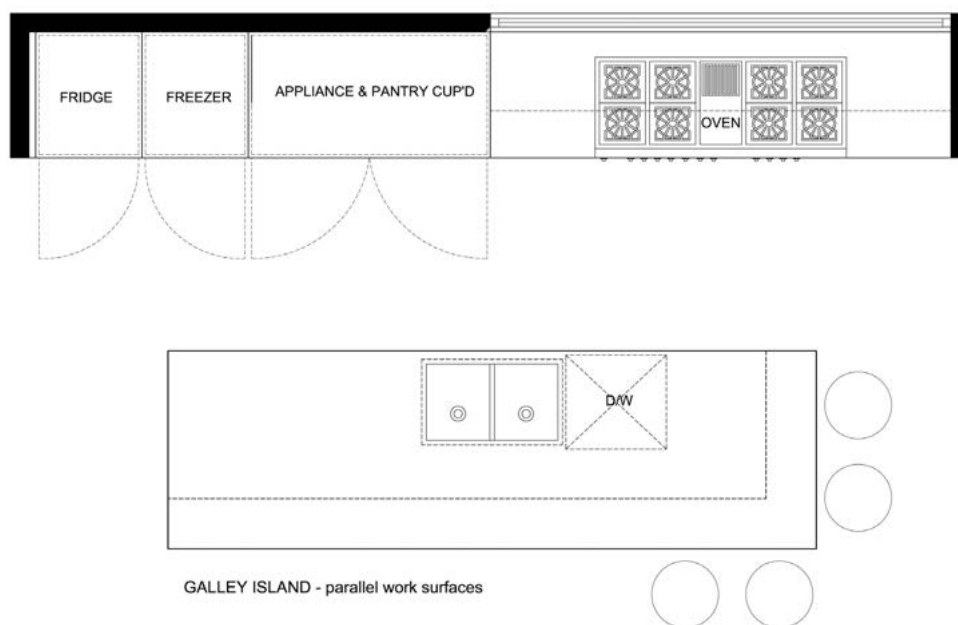 FRIDGE
FREEZER
APPLIANCE & PANTRY CUP'D
OVEN
D/W
GALLEY ISLAND - parallel work surfaces